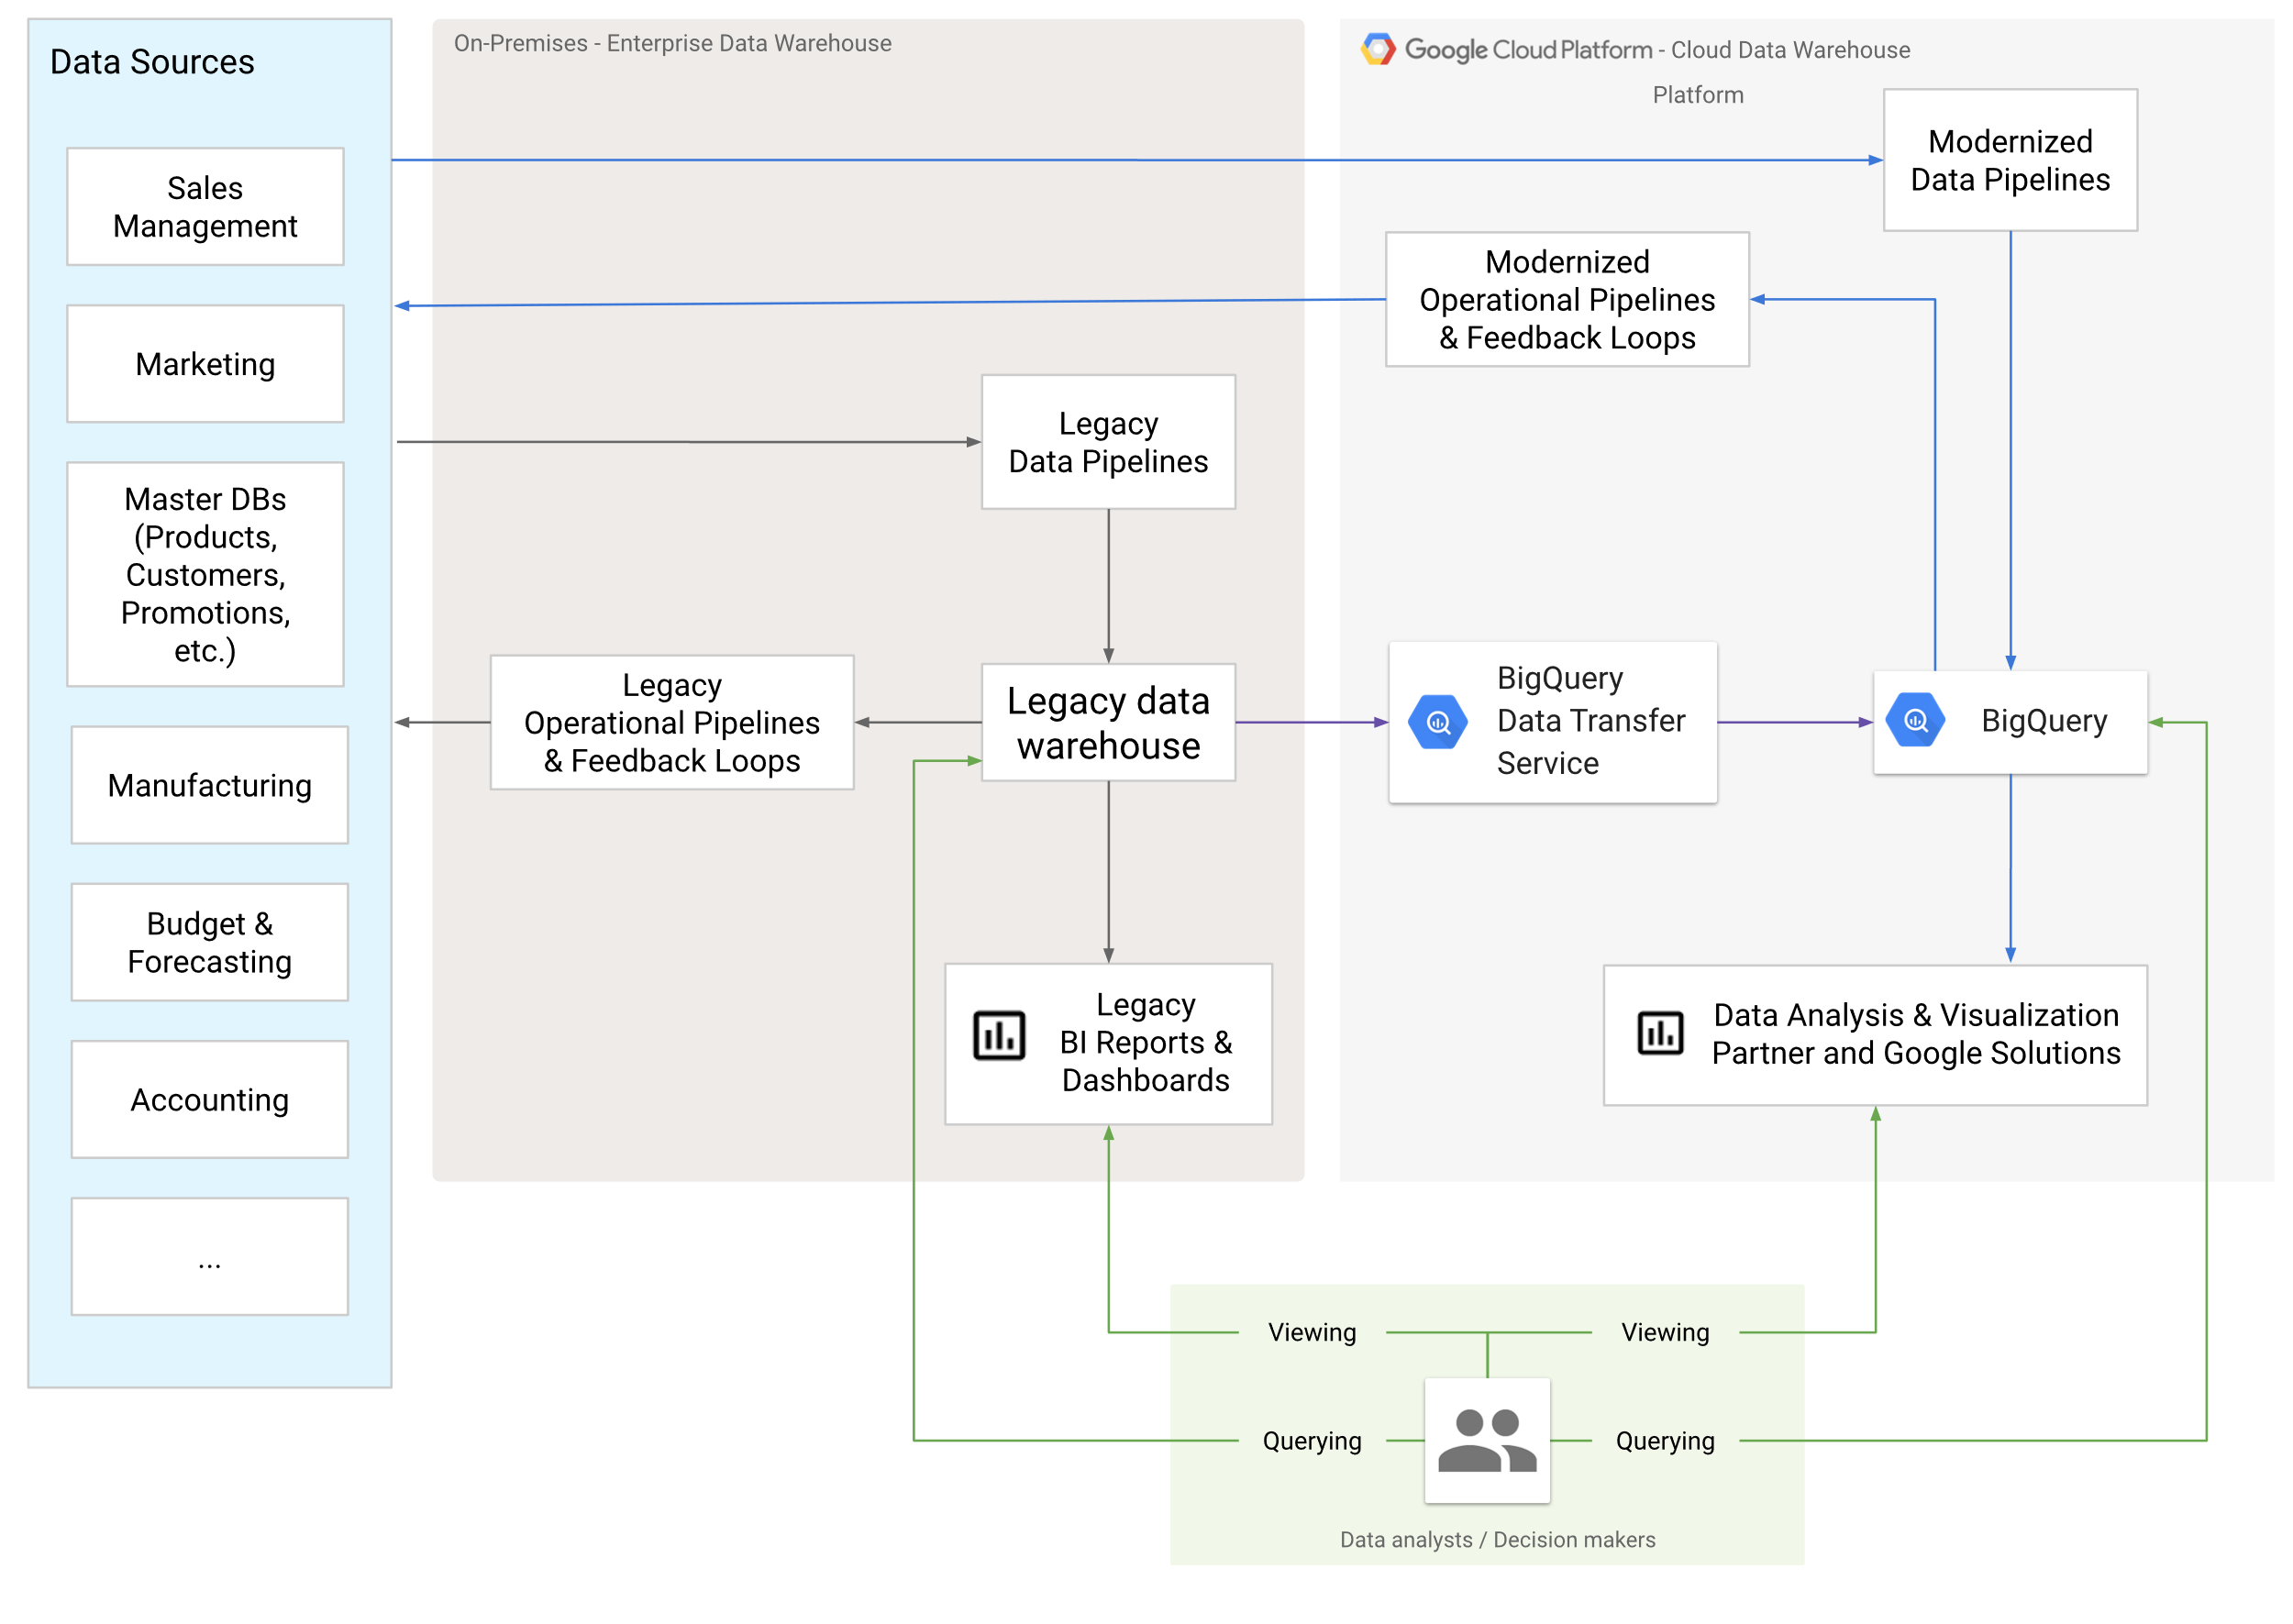 Data Sources
Sales
Management
Marketing
Master DBs
(Products,
Customers,
Promotions,
etc.)
Manufacturing
Budget &
Forecasting
Accounting
...
On-Premises - Enterprise Data Warehouse
Legacy
Data Pipelines
Legacy
Operational Pipelines
& Feedback Loops
Legacy data
warehouse
Legacy
BI Reports &
Dashboards
Google Cloud Platform - Cloud Data Warehouse
Platform
Modernized
Data Pipelines
Modernized
Operational Pipelines
& Feedback Loops
BigQuery
Data Transfer
Service
BigQuery
Data Analysis & Visualization
Partner and Google Solutions
Viewing
Viewing
Querying
Querying
Data analysts / Decision makers